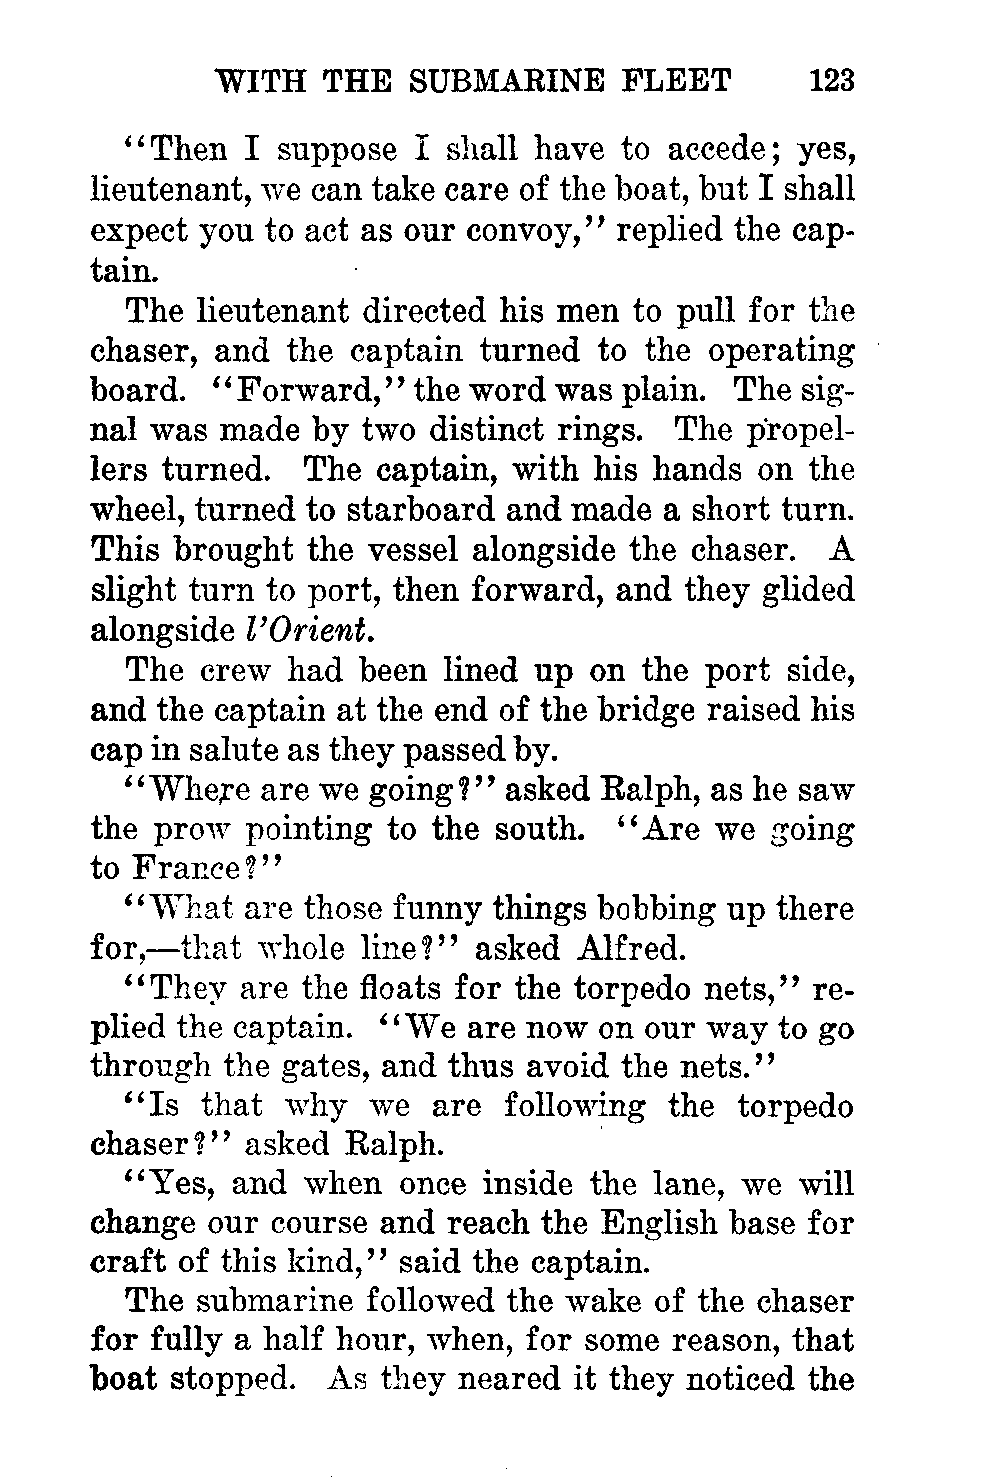 WITH THE SUBMARINE FLEET 123
"Then I suppose I shall have to accede; yes,
lieutenant, we can take care of the boat, but I shall
expect you to act as our convoy," replied the cap-
tain.
The lieutenant directed his men to pull for the
chaser, and the captain turned to the operating
board. "Forward," the word was plain. The sig-
nal was made by two distinct rings. The propel-
lers turned. The captain, with his hands on the
wheel, turned to starboard and made a short turn.
This brought the vessel alongside the chaser. A
slight turn to port, then forward, and they glided
alongside l'Orient.
The crew had been lined up on the port side,
and the captain at the end of the bridge raised his
cap in salute as they passed by.
"Where are we going?" asked Ralph, as he saw
the prow pointing to the south. "Are we going
to France?"
"What are those funny things bobbing up there
for,—that whole line?" asked Alfred.
"They are the floats for the torpedo nets," re-
plied the captain. "We are now on our way to go
through the gates, and thus avoid the nets."
"Is that why we are following the torpedo
chaser?" asked Ralph.
"Yes, and when once inside the lane, we will
change our course and reach the English base for
craft of this kind," said the captain.
The submarine followed the wake of the chaser
for fully a half hour, when, for some reason, that
boat stopped. As they neared it they noticed the